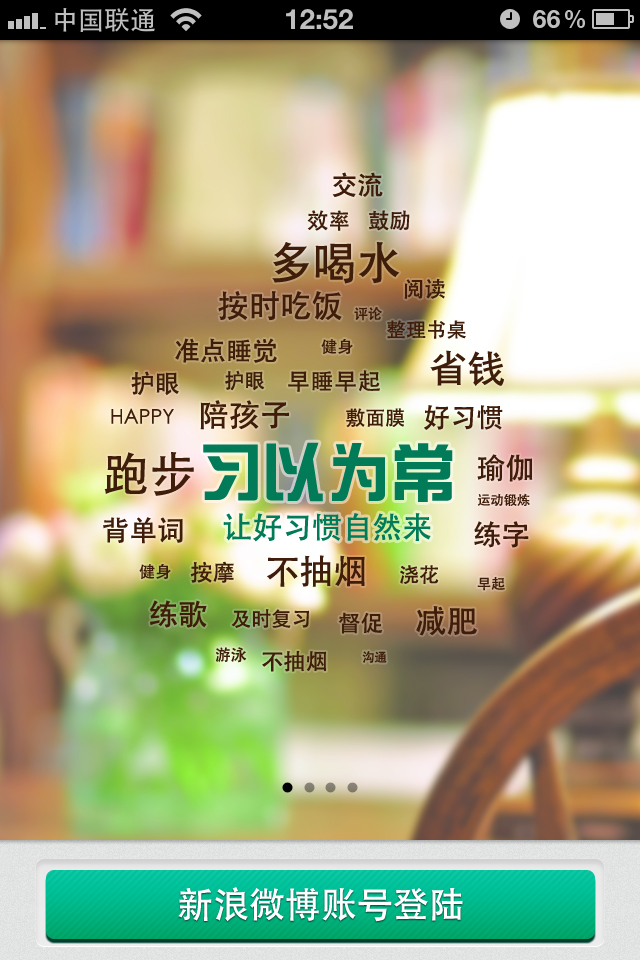 中国联通 12:52 66%
交流
效率 鼓励
多喝水
阅读
按时吃饭 评论
整理书桌
准点睡觉 健身
省钱
护眼 护眼 早睡早起
HAPPY 陪孩子 敷面膜 好习惯
跑步 习以为常 瑜伽
运动锻炼
背单词 让好习惯自然来 练字
健身 按摩 不抽烟 浇花 早起
练歌 及时复习 督促 减肥
游泳 不抽烟 沟通
新浪微博账号登陆